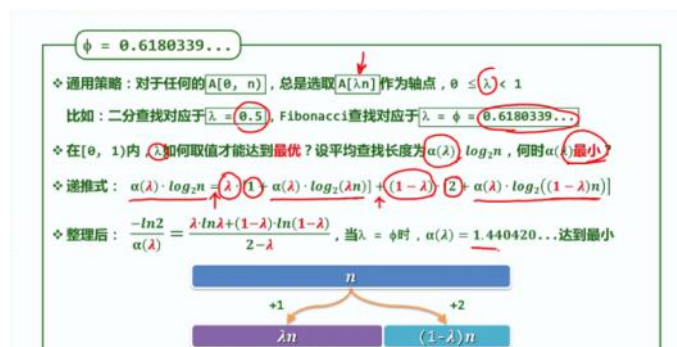 ϕ = 0.6180339...
❖ 通用策略：对于任何的A[0, n)，总是选取A[λn]作为轴点，0 ≤ λ < 1
比如：二分查找对应于λ = 0.5，Fibonacci查找对应于λ = ϕ = 0.6180339...
❖ 在[0, 1)内，λ如何取值才能达到最优？设平均查找长度为α(λ)·log₂n，何时α(λ)最小？
❖ 递推式：α(λ)·log₂n = λ·[1 + α(λ)·log₂(λn)] + (1 − λ)·[2 + α(λ)·log₂((1 − λ)n)]
❖ 整理后：−ln2/α(λ) = (λ·lnλ+(1−λ)·ln(1−λ))/(2−λ)，当λ = ϕ时，α(λ) = 1.440420...达到最小
n
+1 +2
λn (1-λ)n